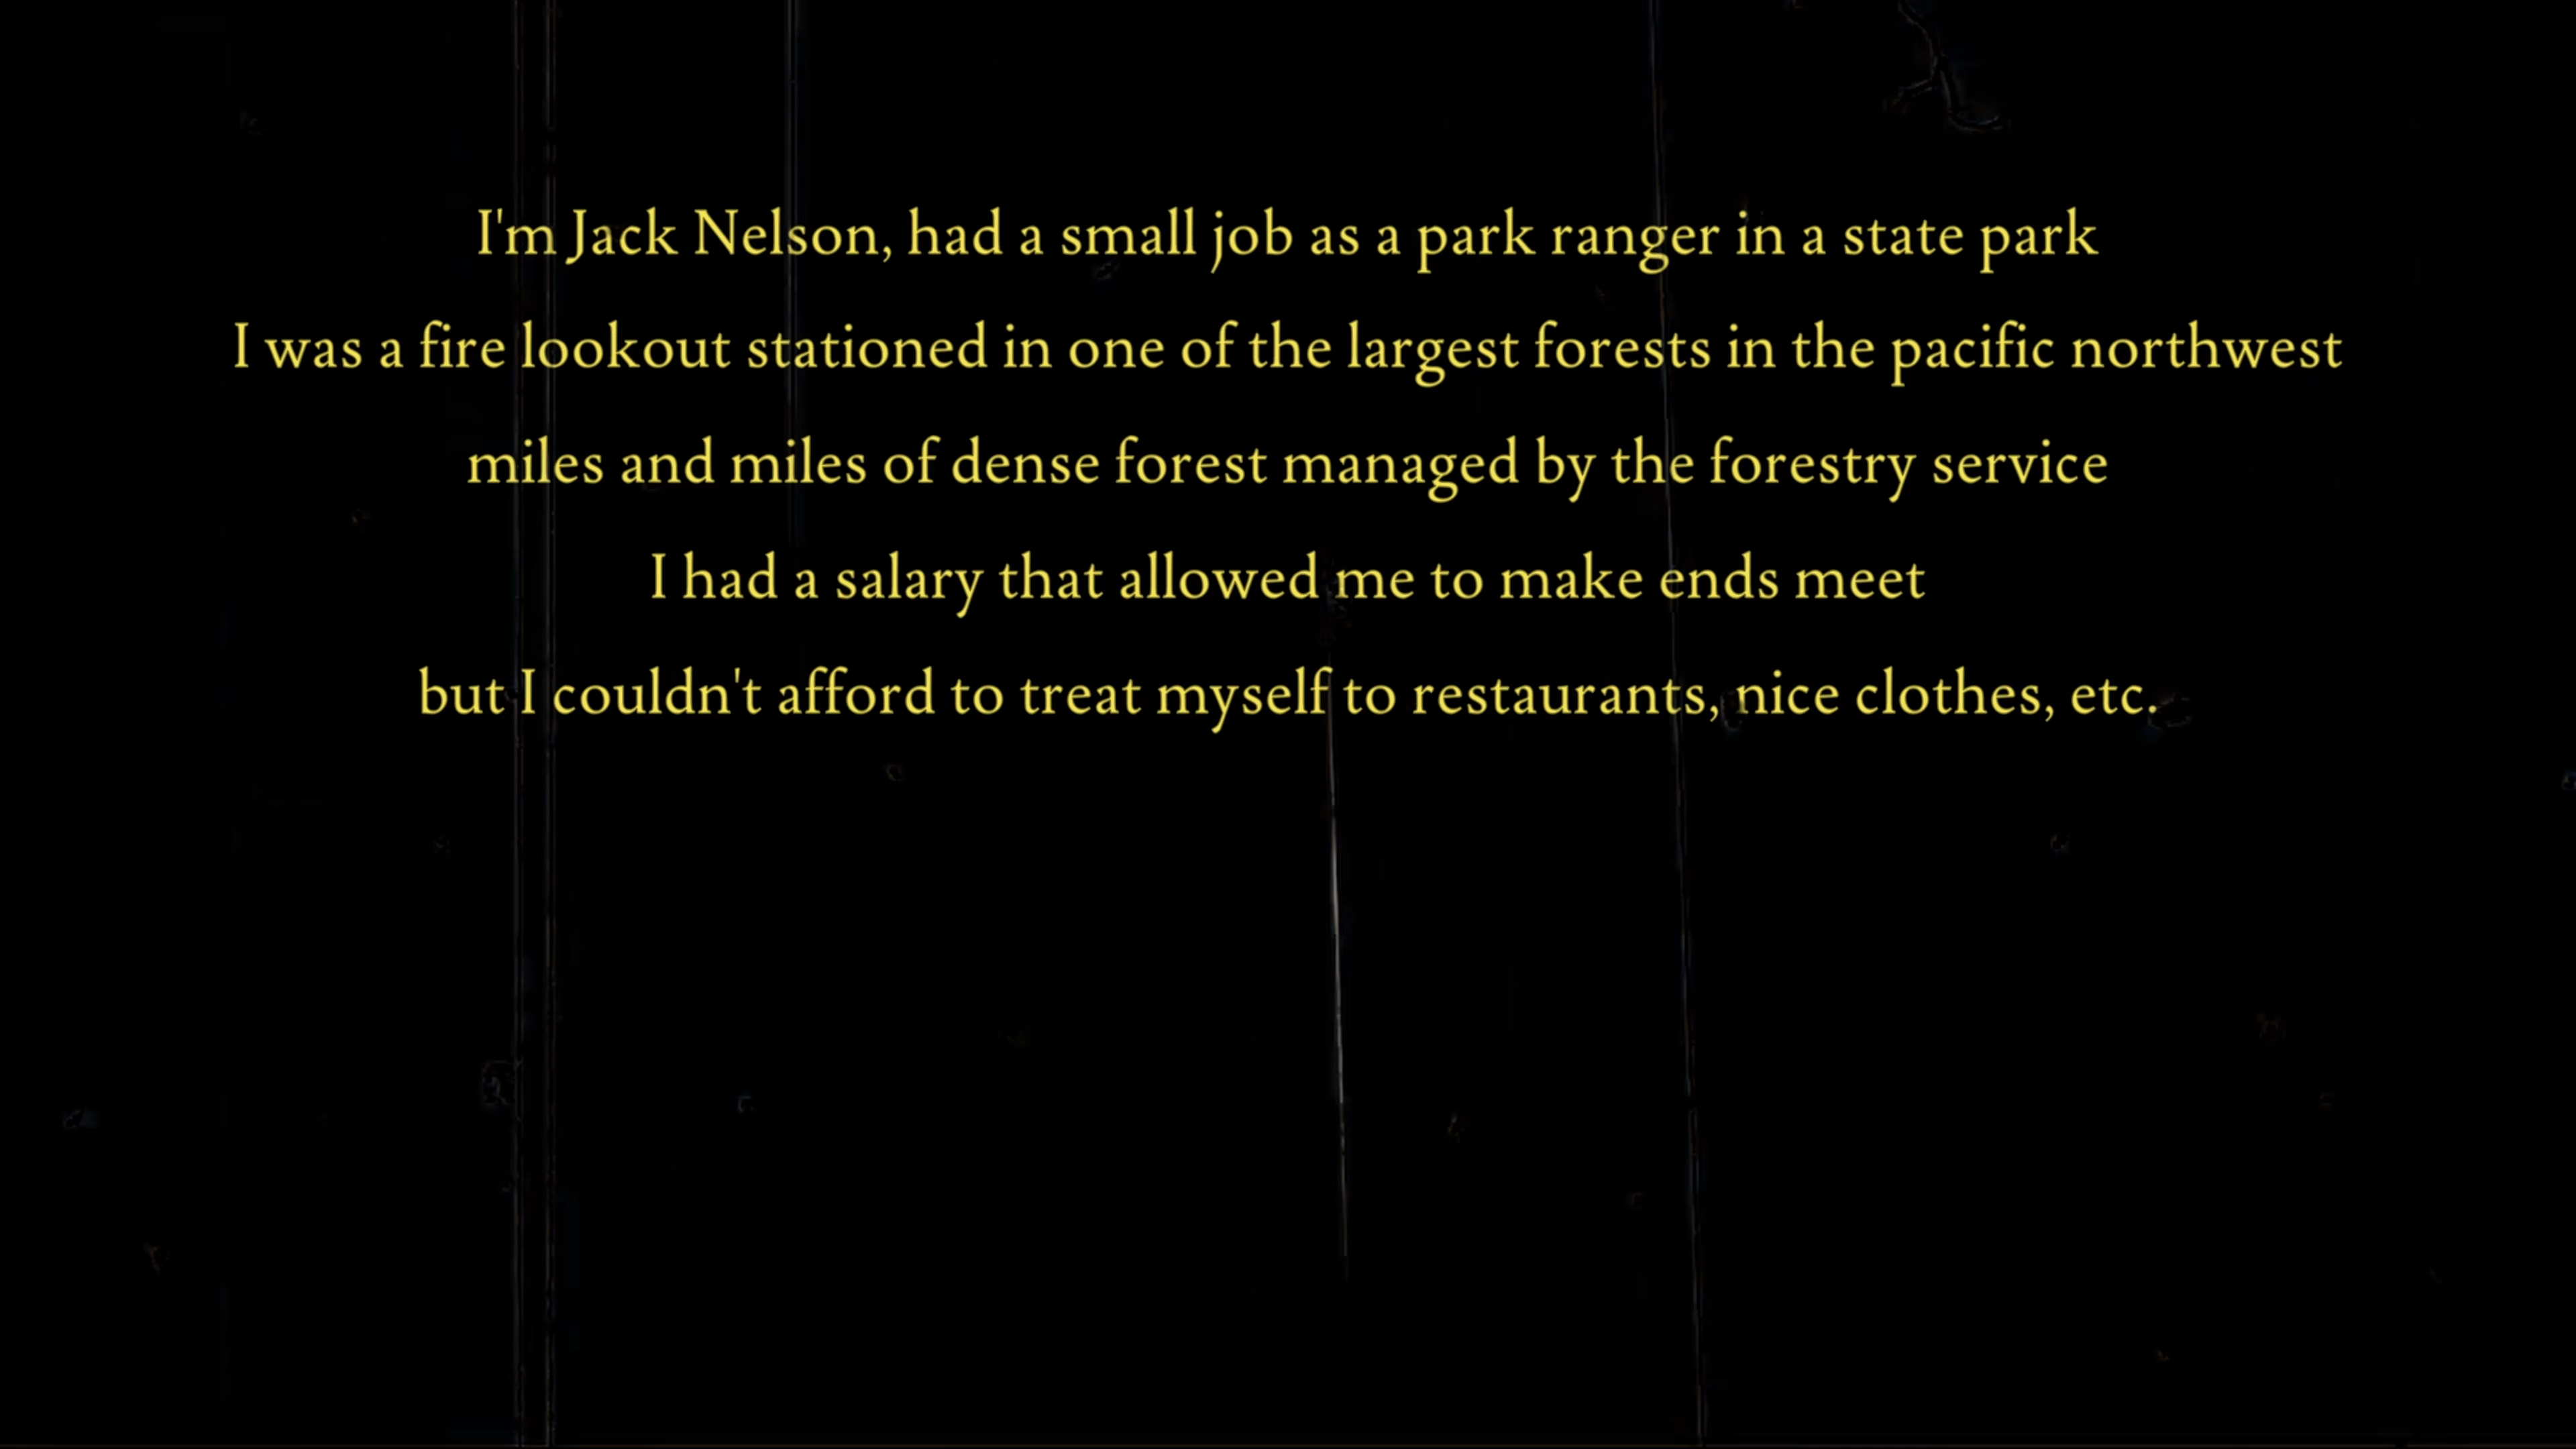 I'm Jack Nelson, had a small job as a park ranger in a state park
I was a fire lookout stationed in one of the largest forests in the pacific northwest
miles and miles of dense forest managed by the forestry service
I had a salary that allowed me to make ends meet
but I couldn't afford to treat myself to restaurants, nice clothes, etc.